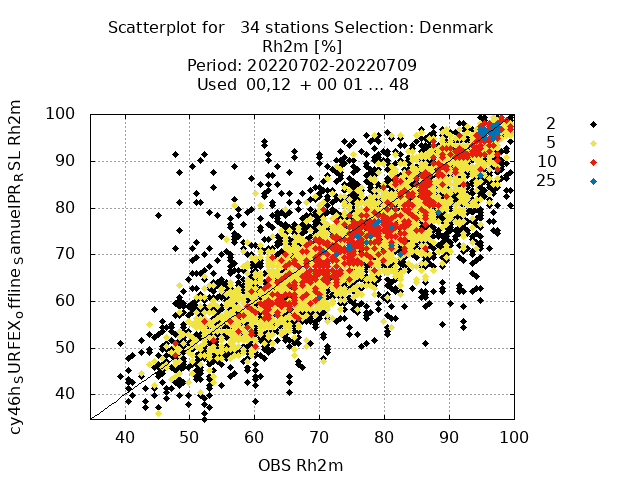 Scatterplot for   34 stations Selection: Denmark
Rh2m [%]
Period: 20220702-20220709
Used  00,12  + 00 01 ... 48
cy46h_SURFEX_offline_samuelPR_RSL Rh2m
100
90
80
70
60
50
40
40 50 60 70 80 90 100
OBS Rh2m
2
5
10
25